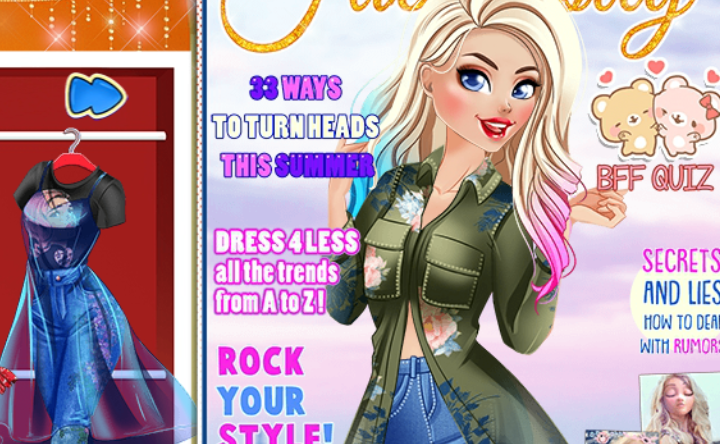 33 WAYS
TO TURN HEADS
THIS SUMMER
BFF QUIZ
DRESS 4 LESS
all the trends
from A to Z!
SECRETS
AND LIES
HOW TO DEAL
WITH RUMORS
ROCK
YOUR
STYLE!